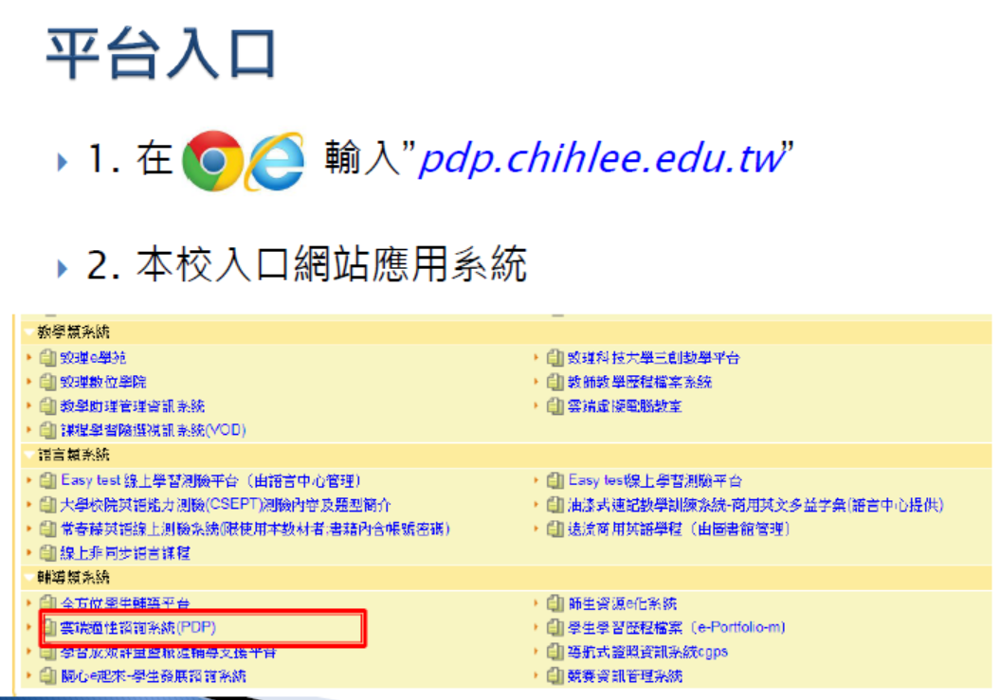 平台入口
1. 在 輸入”pdp.chihlee.edu.tw”
2. 本校入口網站應用系統
教學類系統
致理e學苑
致理科技大學三創教學平台
致理數位學院
教師教學歷程檔案系統
教學助理管理資訊系統
雲端虛擬電腦教室
課程學習隨選視訊系統(VOD)
語言類系統
Easy test 線上學習測驗平台（由語言中心管理）
Easy test線上學習測驗平台
大學校院英語能力測驗(CSEPT)測驗內容及題型簡介
油漆式速記教學訓練系統-商用英文多益字彙(語言中心提供)
常春藤英語線上測驗系統(限使用本教材者;書籍內含帳號密碼)
遠流商用英語學程（由圖書館管理）
線上非同步語言課程
輔導類系統
全方位學生輔導平台
師生資源e化系統
雲端適性諮詢系統(PDP)
學生學習歷程檔案（e-Portfolio-m）
學習成效評量暨職涯輔導支援平台
導航式證照資訊系統cgps
關心e起來-學生發展諮詢系統
競賽資訊管理系統